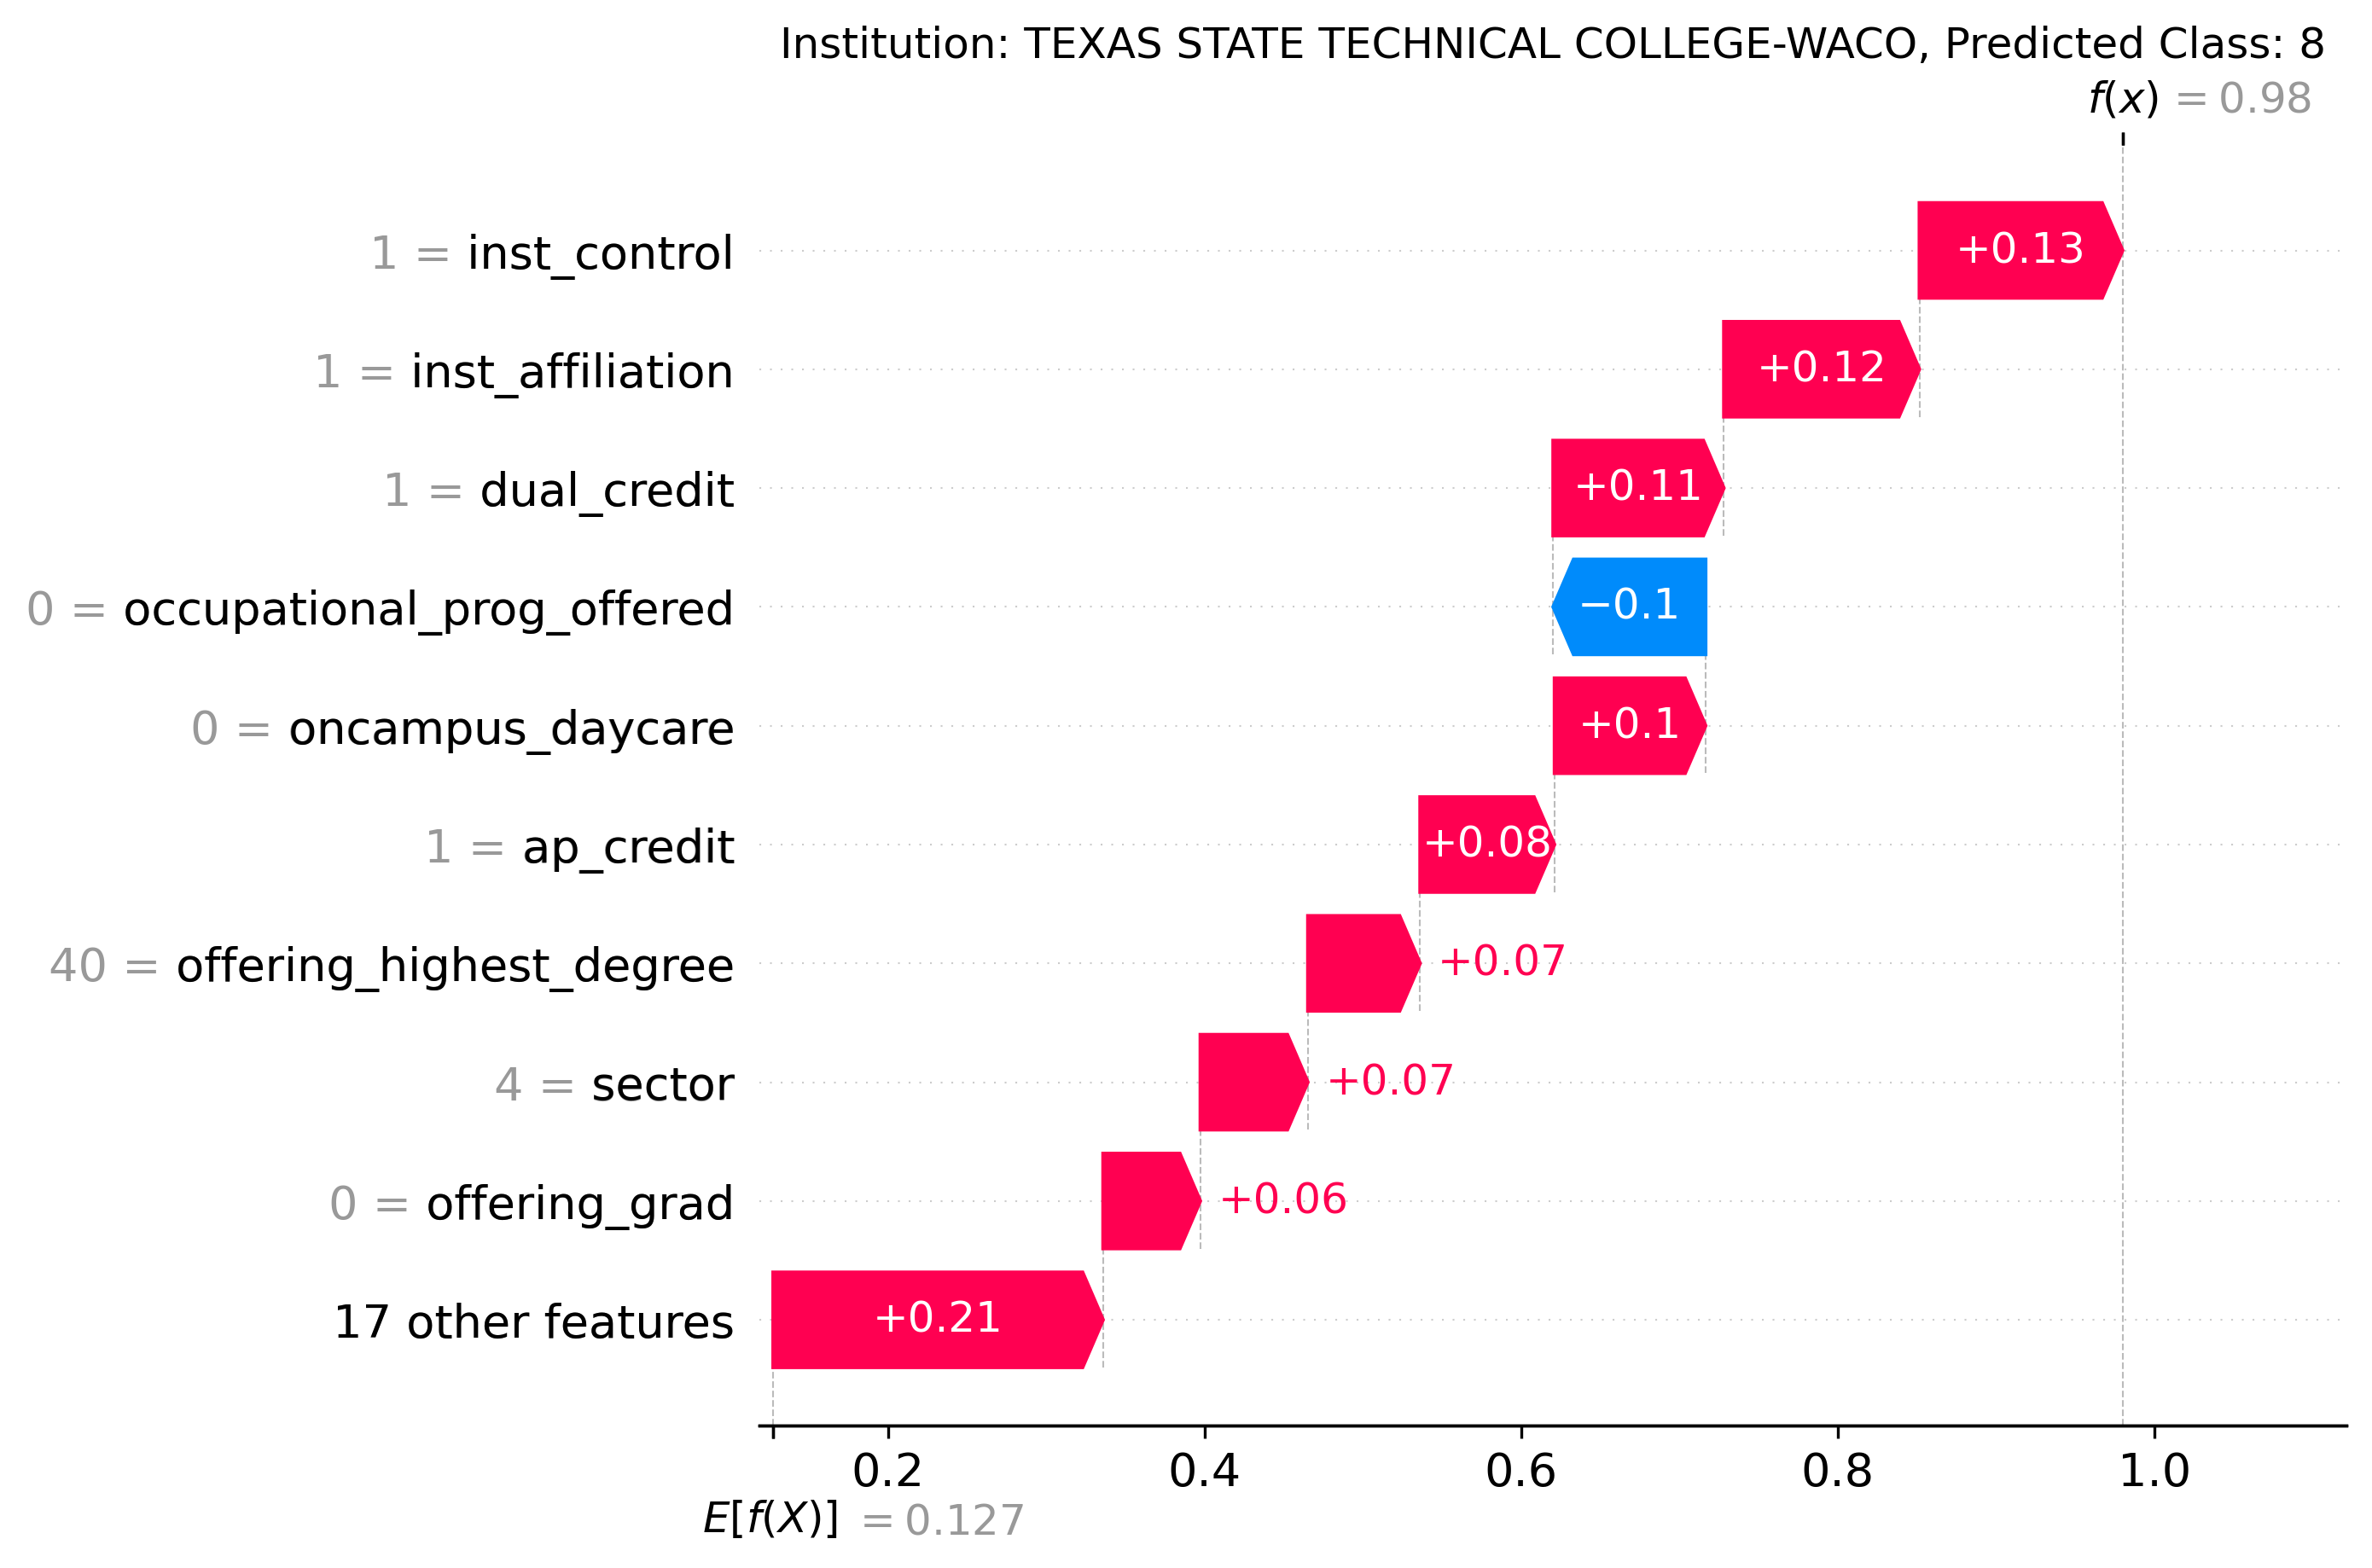 Institution: TEXAS STATE TECHNICAL COLLEGE-WACO, Predicted Class: 8
f(x) = 0.98
1 = inst_control +0.13
1 = inst_affiliation +0.12
1 = dual_credit +0.11
0 = occupational_prog_offered −0.1
0 = oncampus_daycare +0.1
1 = ap_credit +0.08
40 = offering_highest_degree +0.07
4 = sector +0.07
0 = offering_grad +0.06
17 other features +0.21
0.2 0.4 0.6 0.8 1.0
E[f(X)] = 0.127